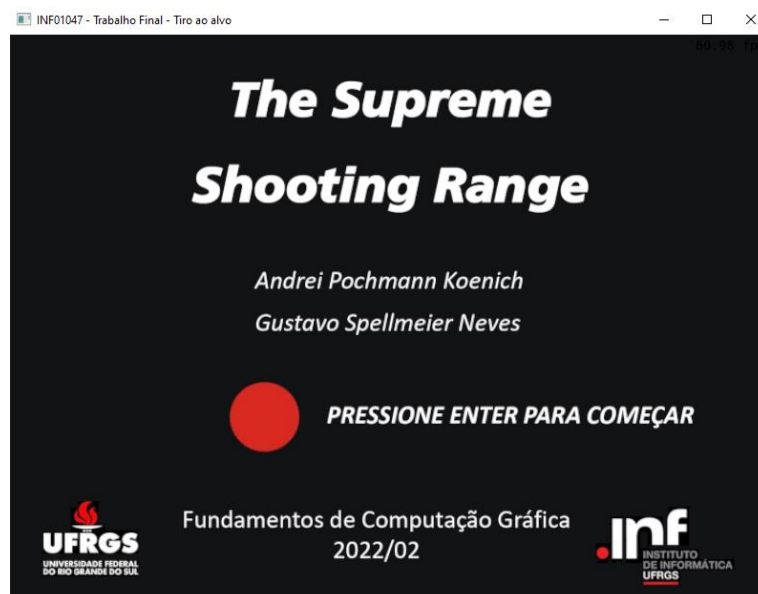 INF01047 - Trabalho Final - Tiro ao alvo
The Supreme
Shooting Range
Andrei Pochmann Koenich
Gustavo Spellmeier Neves
PRESSIONE ENTER PARA COMEÇAR
Fundamentos de Computação Gráfica
2022/02
UFRGS
UNIVERSIDADE FEDERAL
DO RIO GRANDE DO SUL
.inf
INSTITUTO
DE INFORMÁTICA
UFRGS